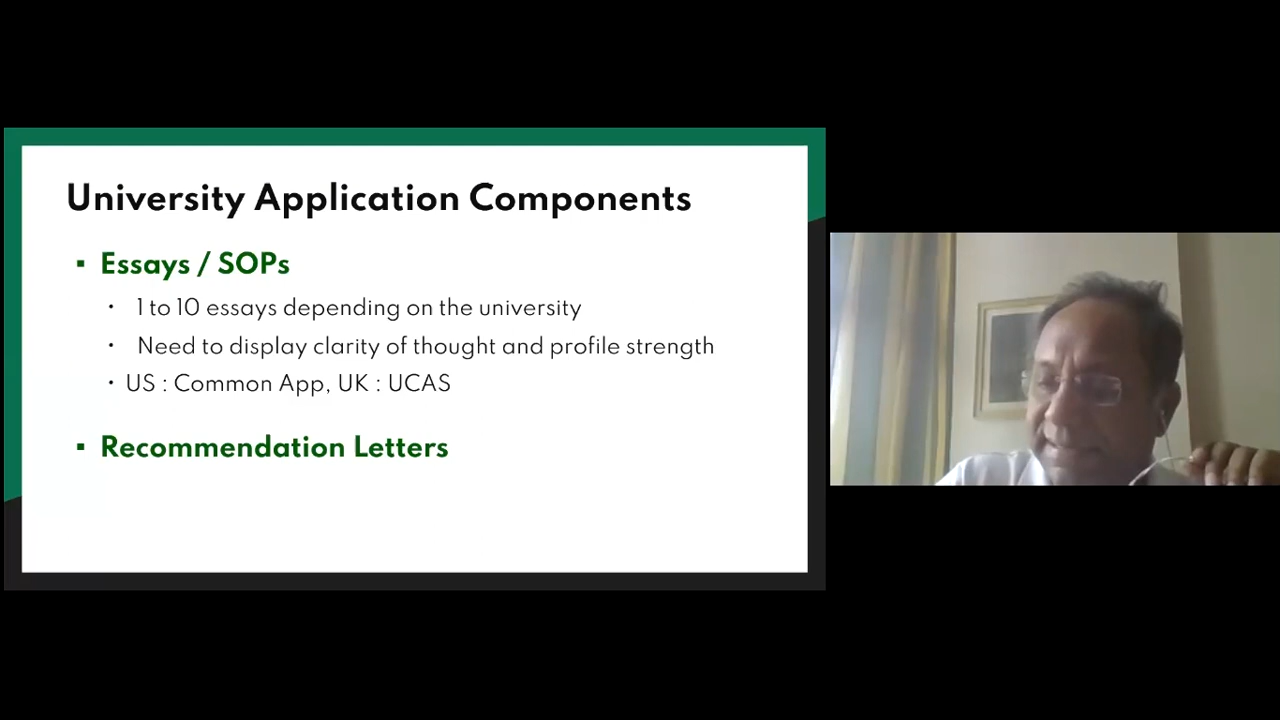 University Application Components
▪ Essays / SOPs
• 1 to 10 essays depending on the university
• Need to display clarity of thought and profile strength
• US : Common App, UK : UCAS
▪ Recommendation Letters